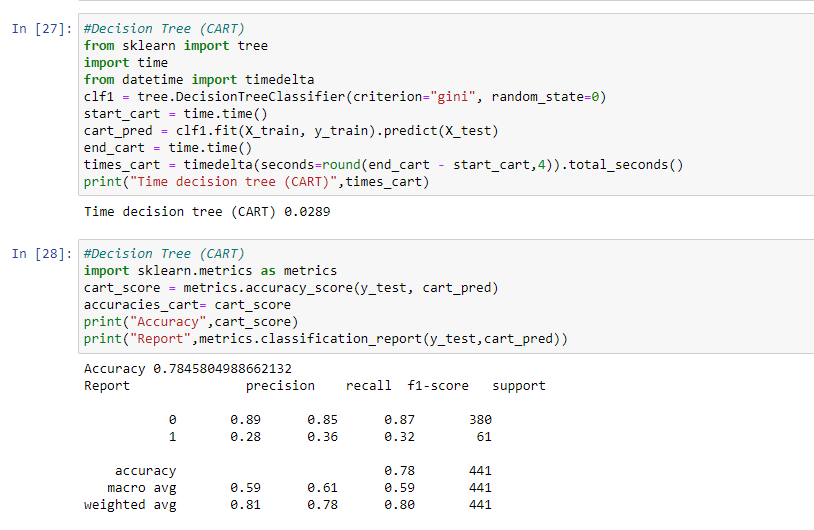 In [27]: #Decision Tree (CART)
from sklearn import tree
import time
from datetime import timedelta
clf1 = tree.DecisionTreeClassifier(criterion="gini", random_state=0)
start_cart = time.time()
cart_pred = clf1.fit(X_train, y_train).predict(X_test)
end_cart = time.time()
times_cart = timedelta(seconds=round(end_cart - start_cart,4)).total_seconds()
print("Time decision tree (CART)",times_cart)
Time decision tree (CART) 0.0289
In [28]: #Decision Tree (CART)
import sklearn.metrics as metrics
cart_score = metrics.accuracy_score(y_test, cart_pred)
accuracies_cart= cart_score
print("Accuracy",cart_score)
print("Report",metrics.classification_report(y_test,cart_pred))
Accuracy 0.7845804988662132
Report               precision    recall  f1-score   support
           0       0.89      0.85      0.87       380
           1       0.28      0.36      0.32        61
    accuracy                           0.78       441
   macro avg       0.59      0.61      0.59       441
weighted avg       0.81      0.78      0.80       441